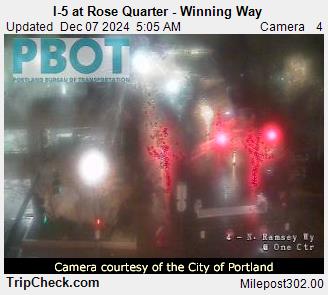 I-5 at Rose Quarter - Winning Way
Updated Dec 07 2024 5:05 AM Camera 4
PBOT
PORTLAND BUREAU OF TRANSPORTATION
4 - N. Ramsey Wy
@ One Ctr
Camera courtesy of the City of Portland
TripCheck.com Milepost302.00